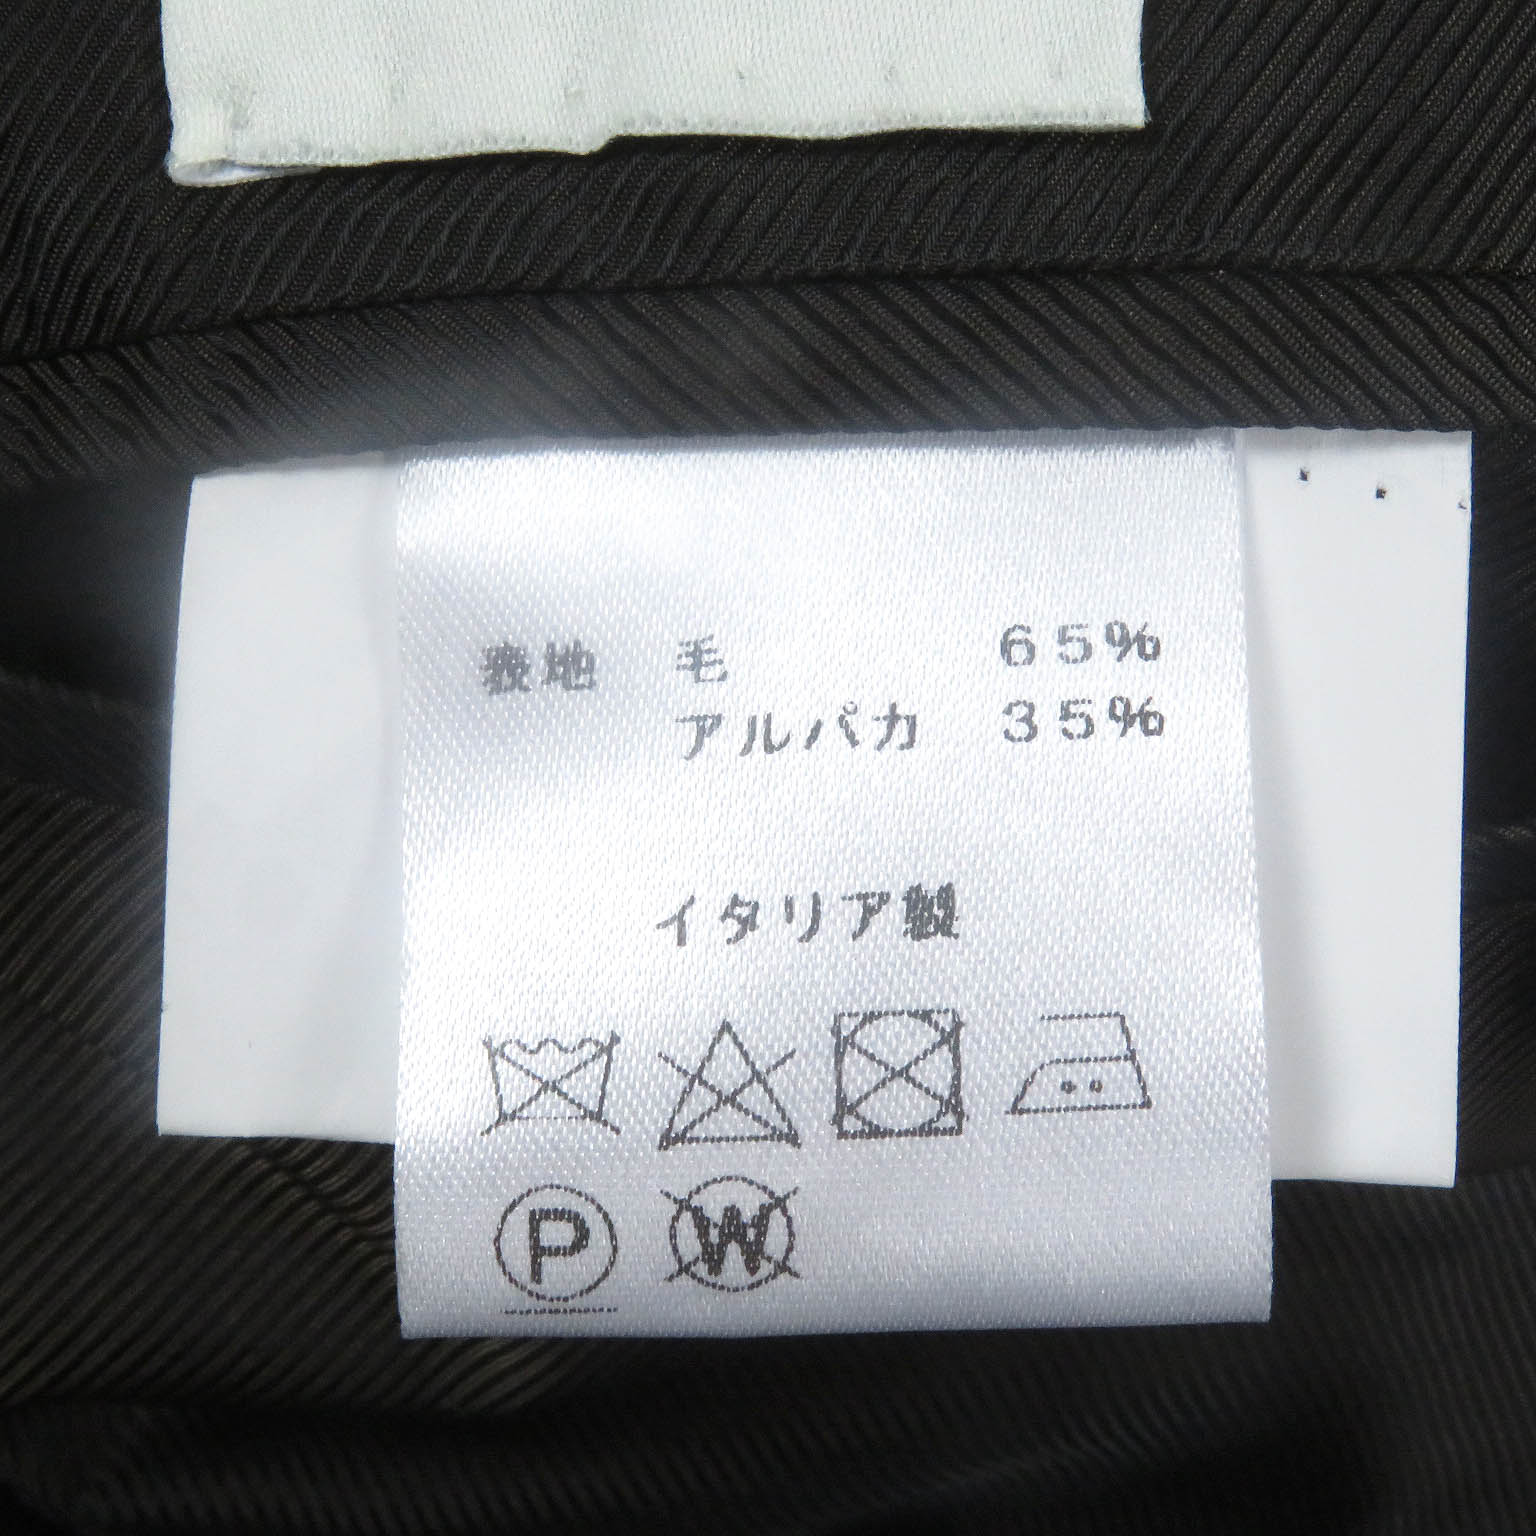 表地 毛 65%
アルパカ 35%
イタリア製
P W